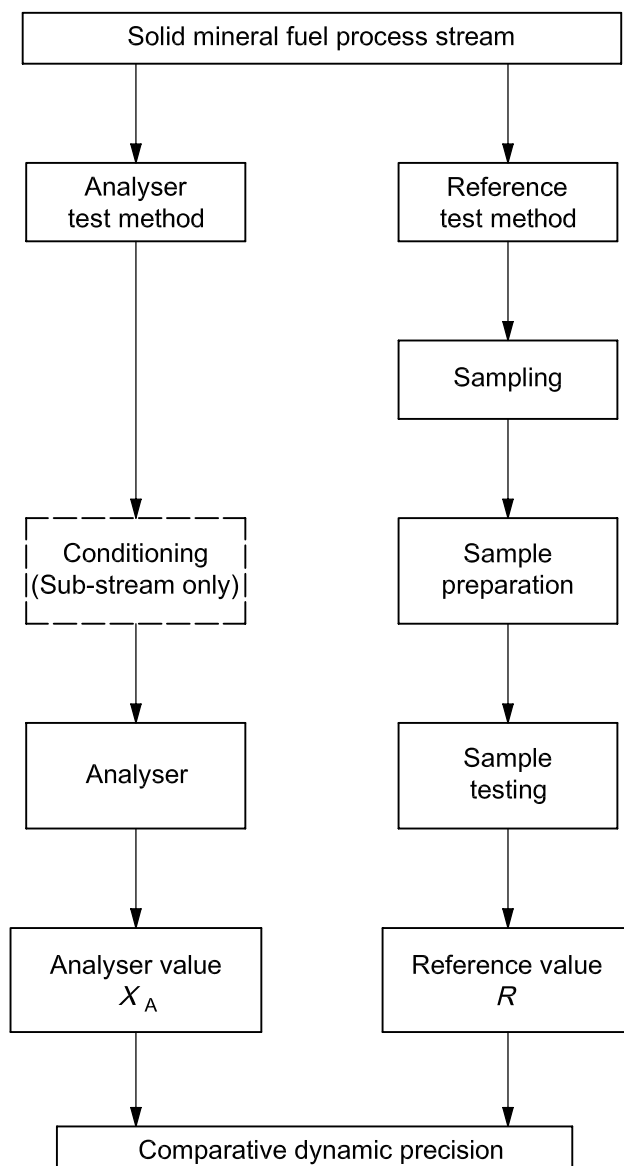 Solid mineral fuel process stream
Analyser
test method
Reference
test method
Sampling
Conditioning
(Sub-stream only)
Sample
preparation
Analyser
Sample
testing
Analyser value
X A
Reference value
R
Comparative dynamic precision